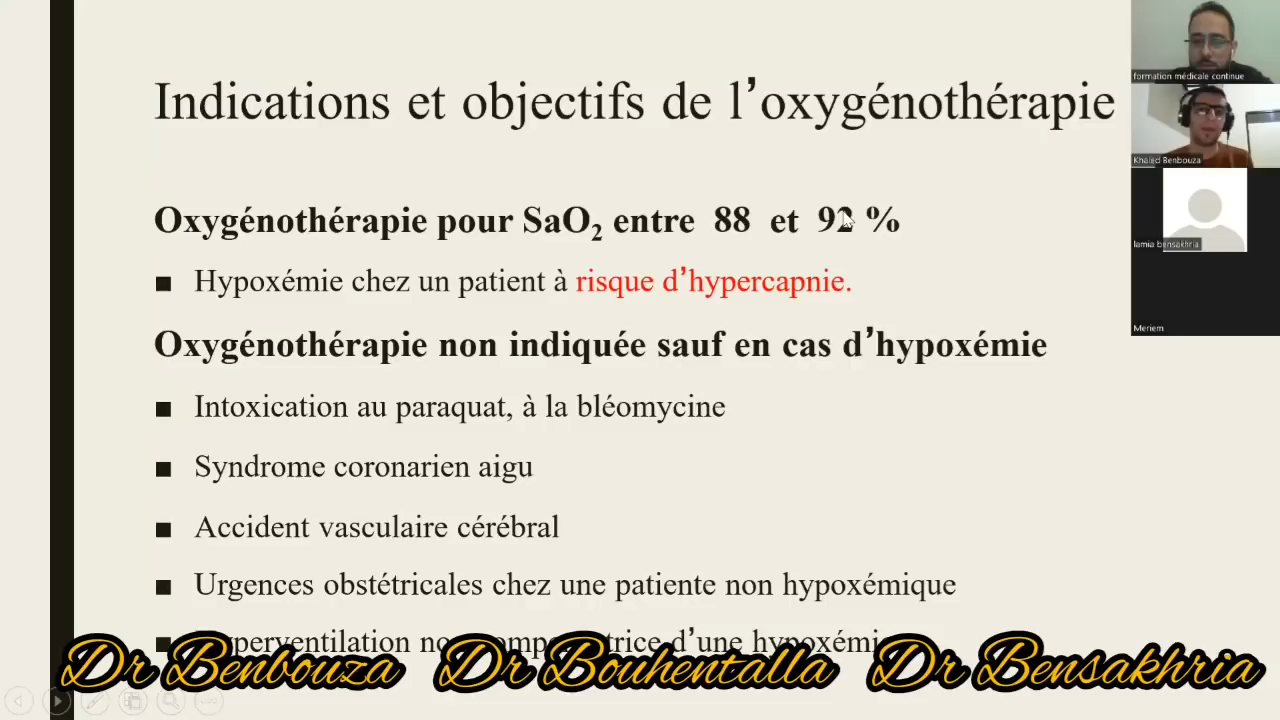 Indications et objectifs de l’oxygénothérapie
Oxygénothérapie pour SaO2 entre 88 et 92 %
■ Hypoxémie chez un patient à risque d’hypercapnie.
Oxygénothérapie non indiquée sauf en cas d’hypoxémie
■ Intoxication au paraquat, à la bléomycine
■ Syndrome coronarien aigu
■ Accident vasculaire cérébral
■ Urgences obstétricales chez une patiente non hypoxémique
■ d’une
Dr Benbouza Dr Bouhentalla Dr Bensakhria
formation médicale continue
Khaled Benbouza
lamia bensakhria
Meriem